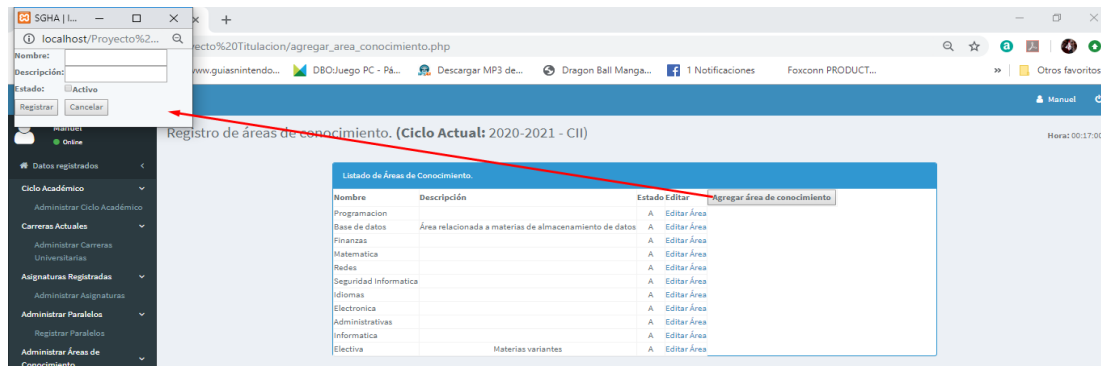 SGHA | I...
localhost/Proyecto%2...
Nombre:
Descripción:
Estado: Activo
Registrar Cancelar
yecto%20Titulacion/agregar_area_conocimiento.php
www.guiasnintendo... DBO:Juego PC - Pá... Descargar MP3 de... Dragon Ball Manga... 1 Notificaciones Foxconn PRODUCT... » Otros favoritos
Manuel
Manuel
Online
Registro de áreas de conocimiento. (Ciclo Actual: 2020-2021 - CII)
Hora: 00:17:00
Datos registrados
Ciclo Académico
Administrar Ciclo Académico
Carreras Actuales
Administrar Carreras
Universitarias
Asignaturas Registradas
Administrar Asignaturas
Administrar Paralelos
Registrar Paralelos
Administrar Áreas de
Conocimiento
Listado de Áreas de Conocimiento.
Nombre Descripción Estado Editar Agregar área de conocimiento
Programacion A Editar Área
Base de datos Área relacionada a materias de almacenamiento de datos A Editar Área
Finanzas A Editar Área
Matematica A Editar Área
Redes A Editar Área
Seguridad Informatica A Editar Área
Idiomas A Editar Área
Electronica A Editar Área
Administrativas A Editar Área
Informatica A Editar Área
Electiva Materias variantes A Editar Área